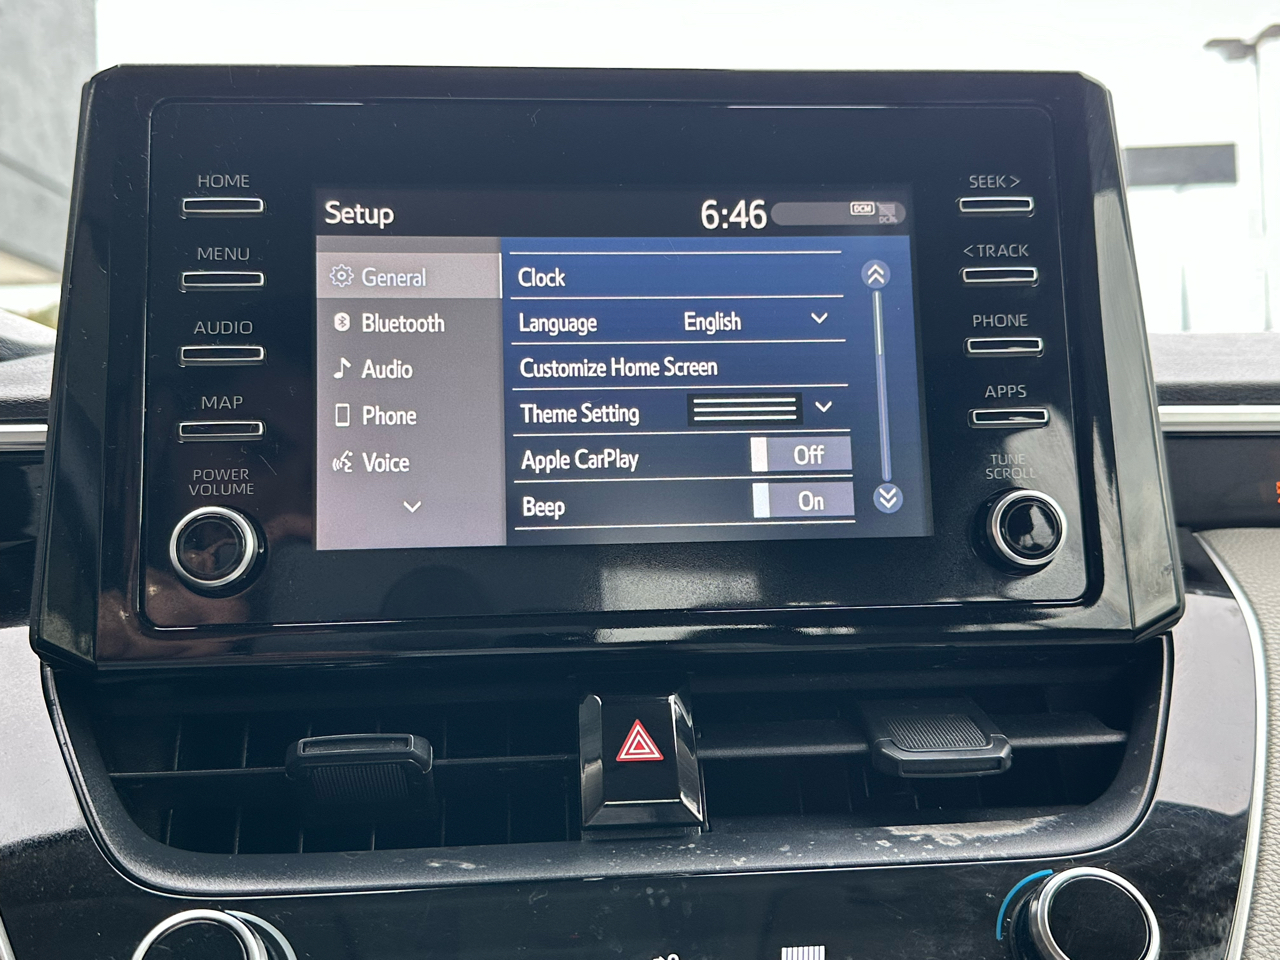 HOME
MENU
AUDIO
MAP
POWER
VOLUME
Setup
6:46
DCM
DCM
General
Bluetooth
Audio
Phone
Voice
Clock
Language English
Customize Home Screen
Theme Setting
Apple CarPlay Off
Beep On
SEEK >
< TRACK
PHONE
APPS
TUNE
SCROLL